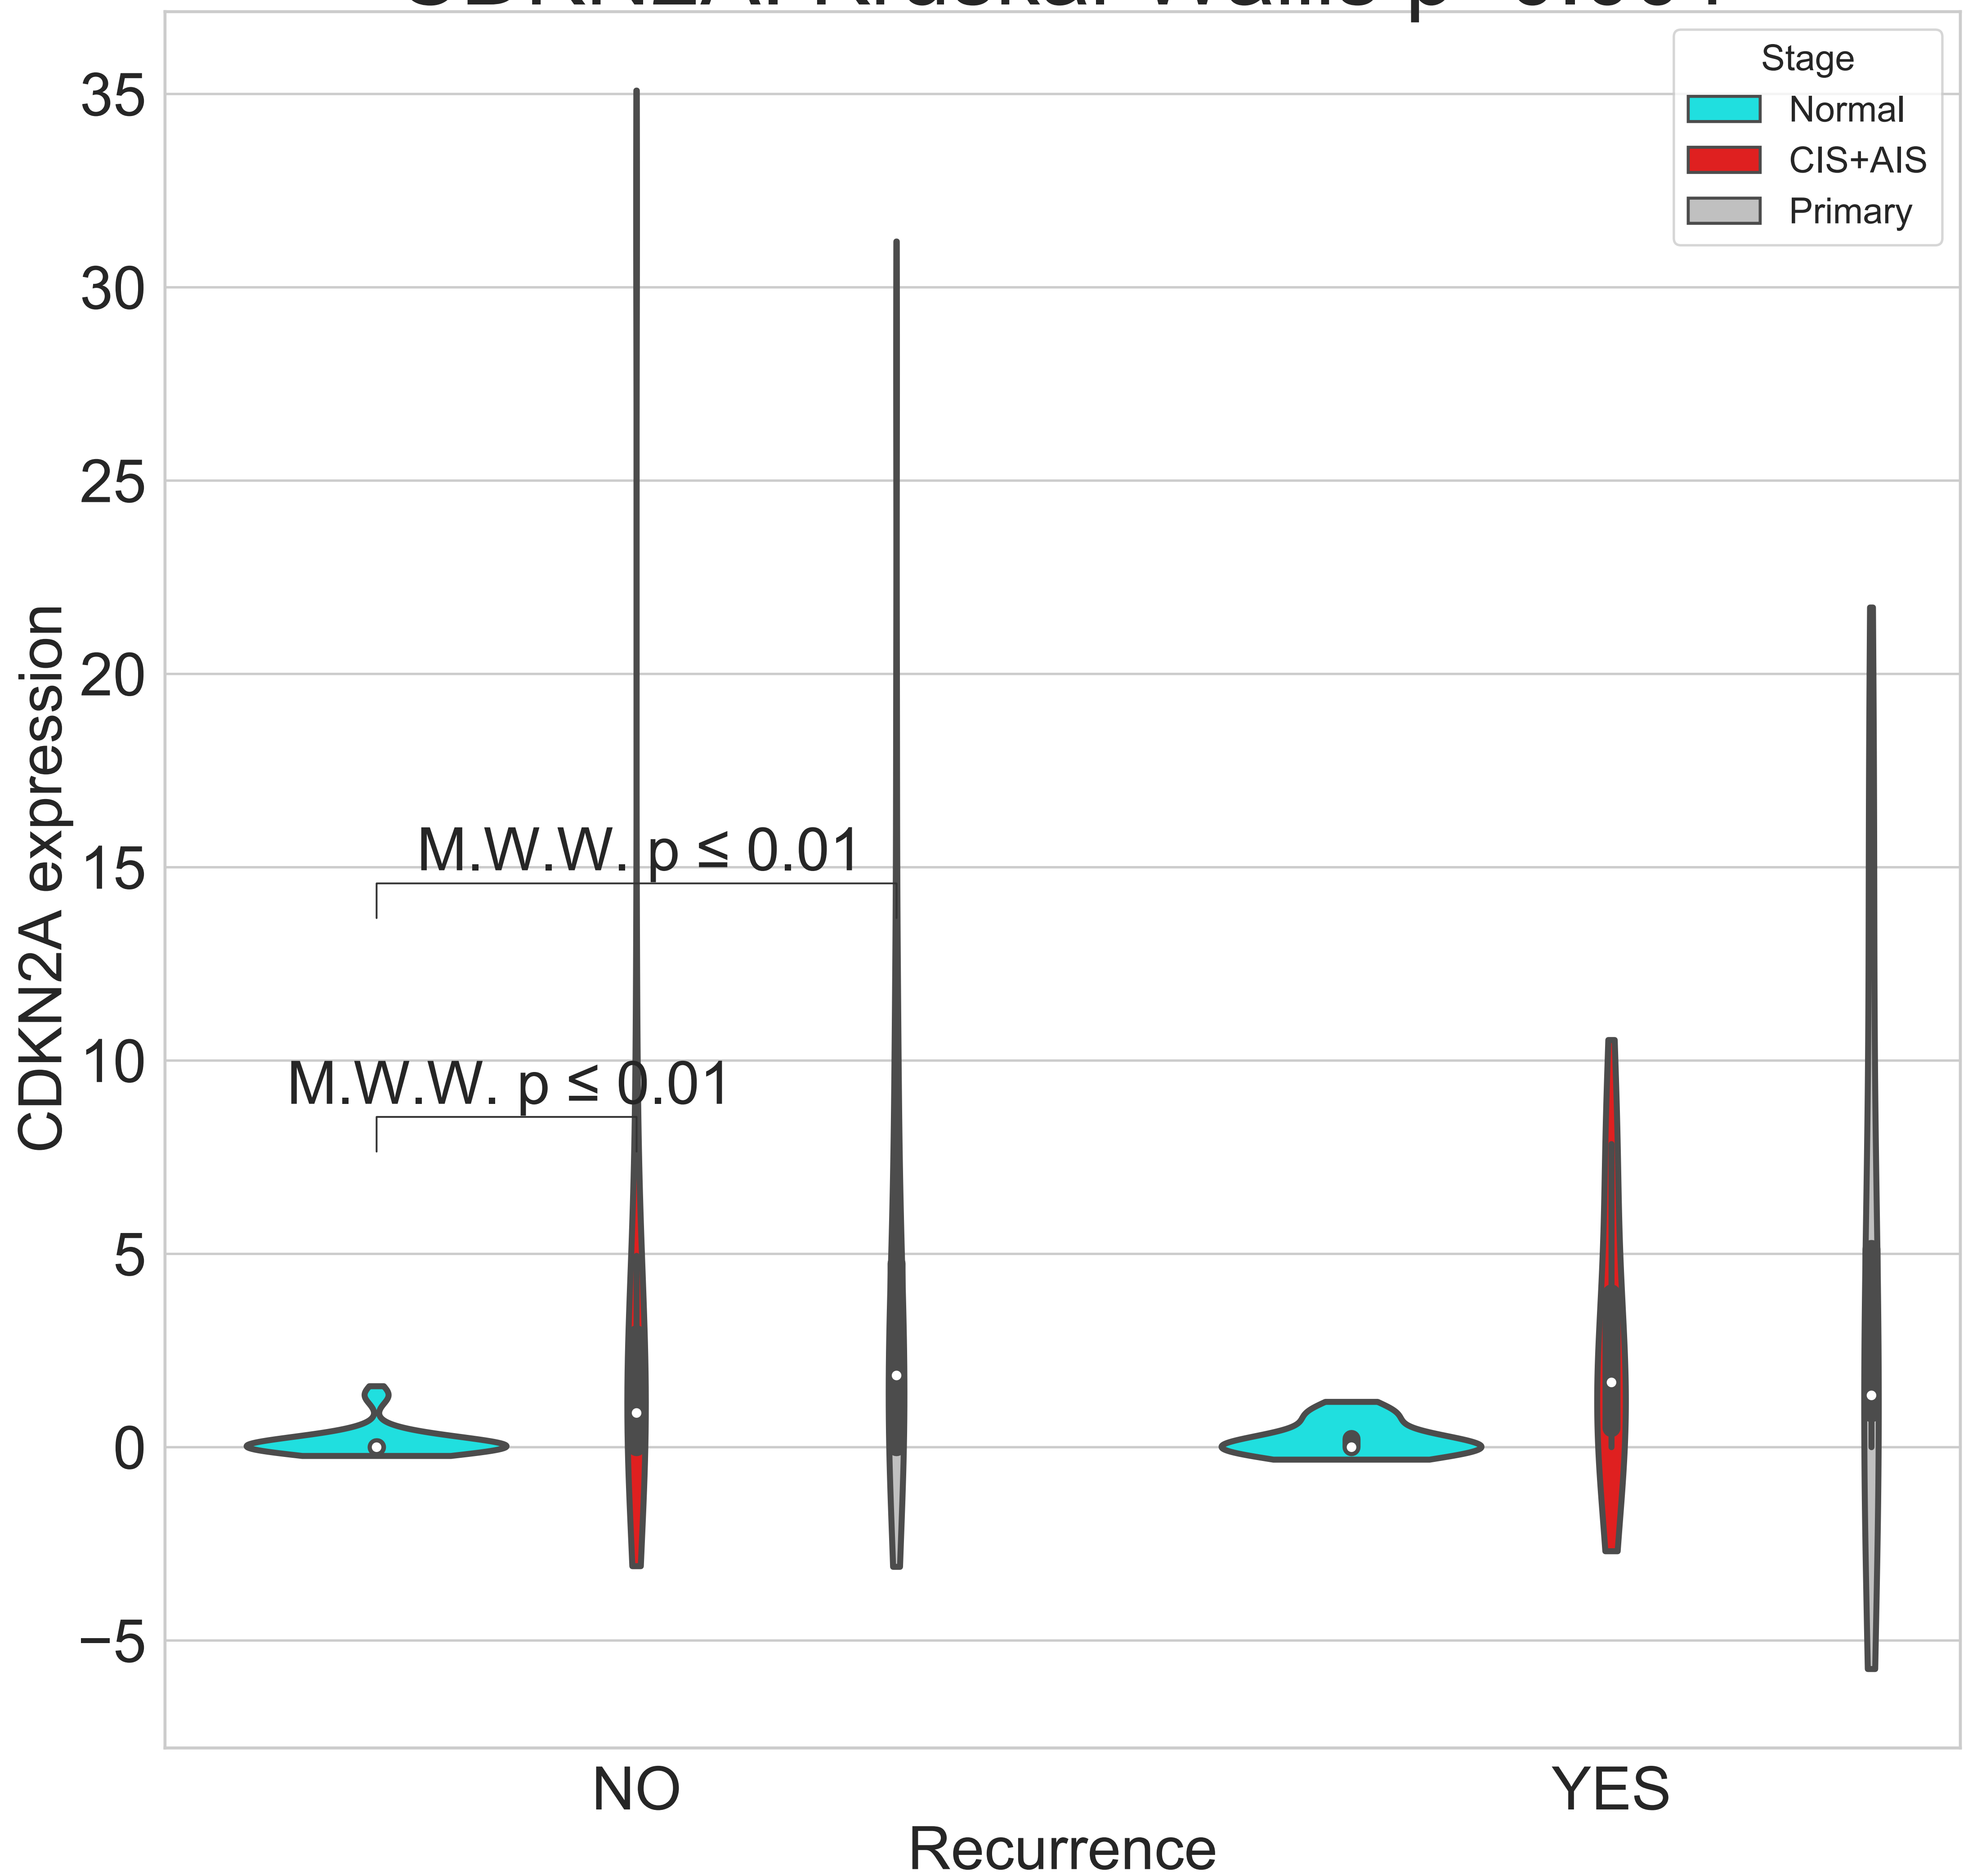 Stage
Normal
CIS+AIS
Primary
35
30
25
20
15
10
5
0
−5
CDKN2A expression
M.W.W. p ≤ 0.01
M.W.W. p ≤ 0.01
NO
YES
Recurrence